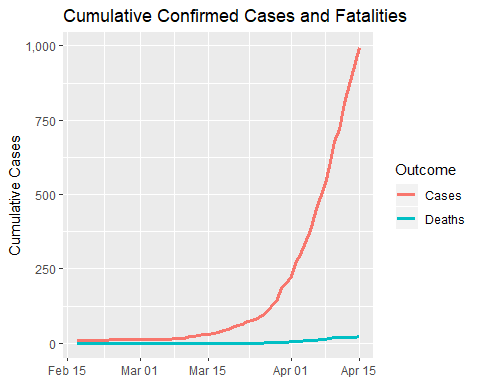 Cumulative Confirmed Cases and Fatalities
1,000
750
500
250
0
Cumulative Cases
Feb 15
Mar 01
Mar 15
Apr 01
Apr 15
Outcome
Cases
Deaths